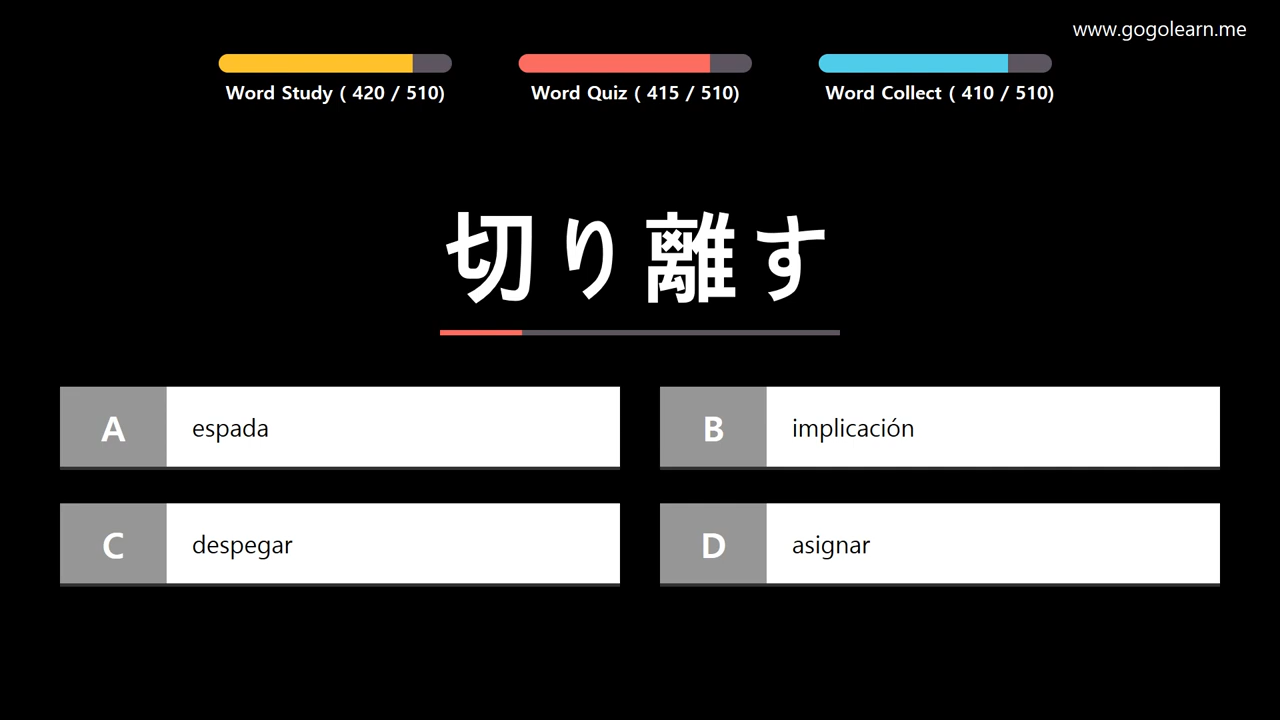 www.gogolearn.me
Word Study ( 420 / 510)
Word Quiz ( 415 / 510)
Word Collect ( 410 / 510)
切り離す
A espada
B implicación
C despegar
D asignar